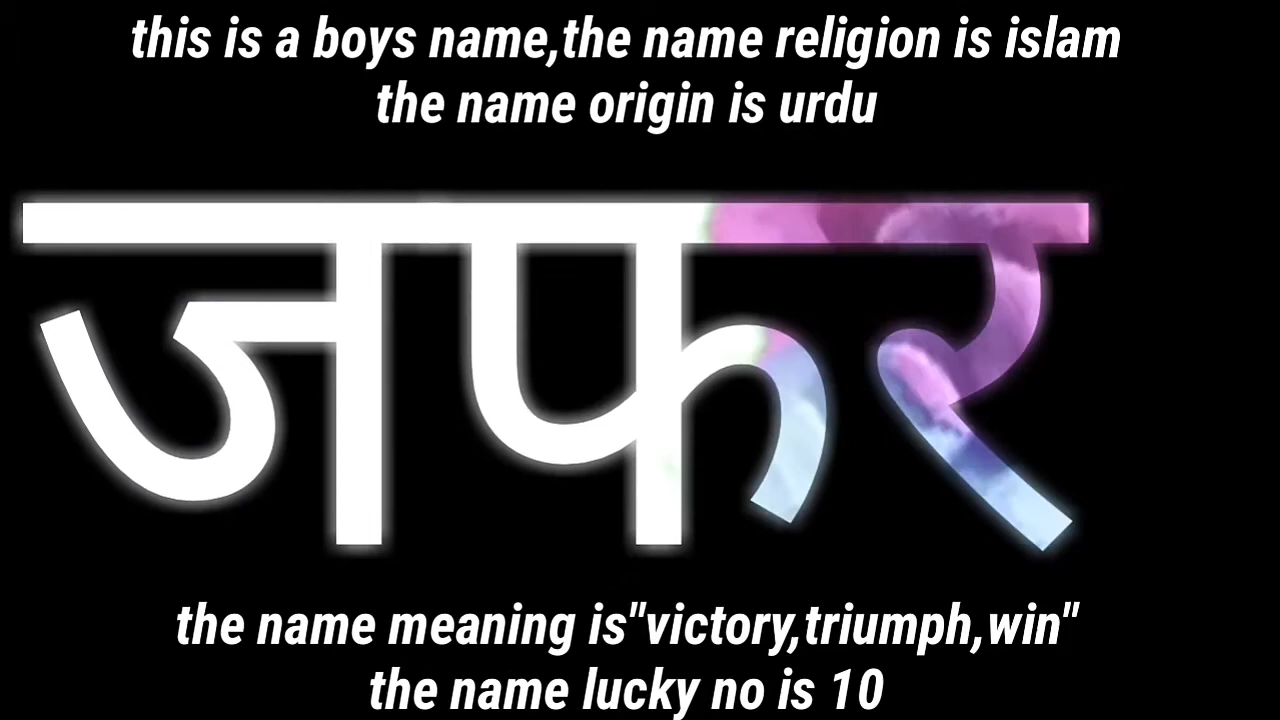 this is a boys name,the name religion is islam
the name origin is urdu
जफर
the name meaning is"victory,triumph,win"
the name lucky no is 10